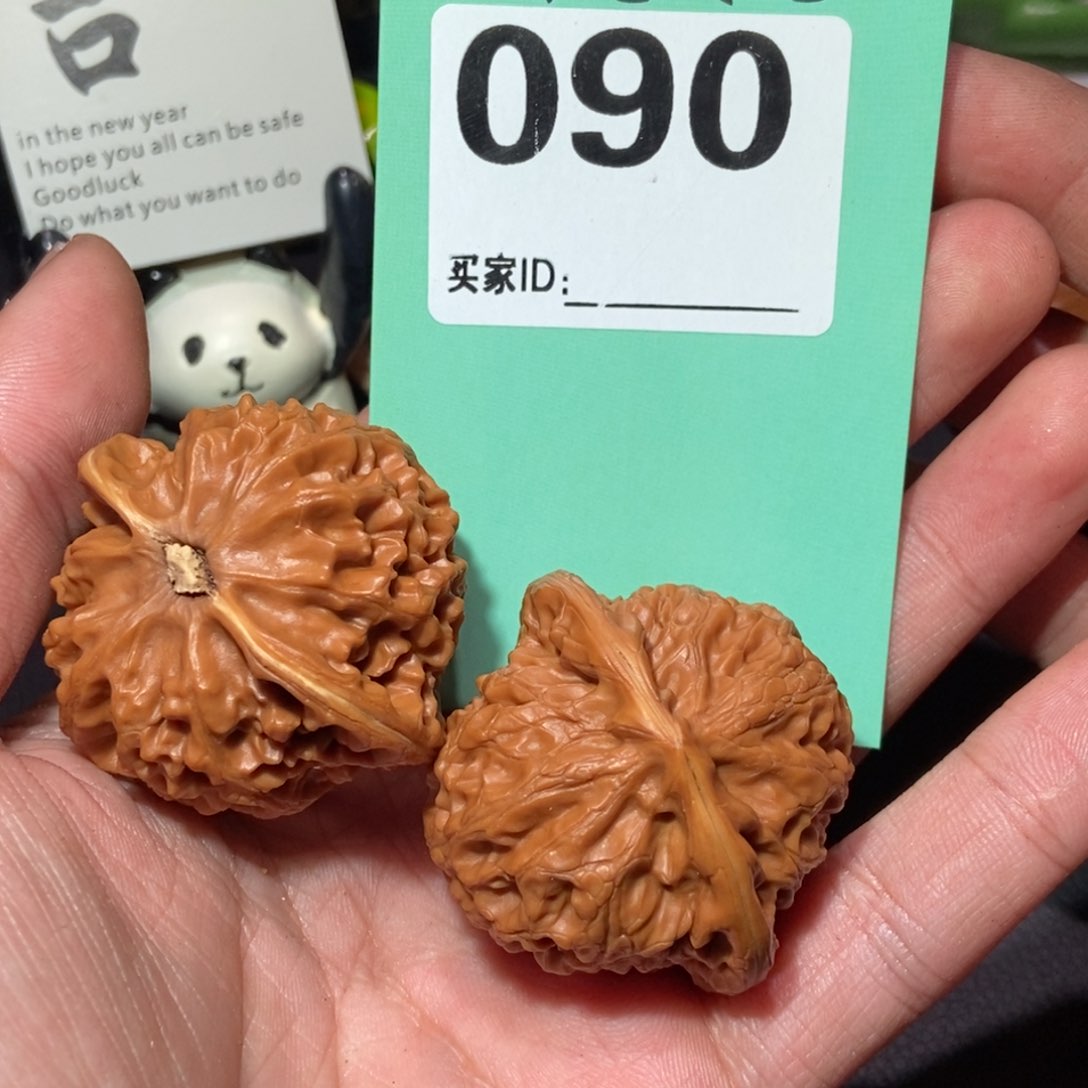 in the new year
I hope you all can be safe
Goodluck
Do what you want to do
090
买家ID: